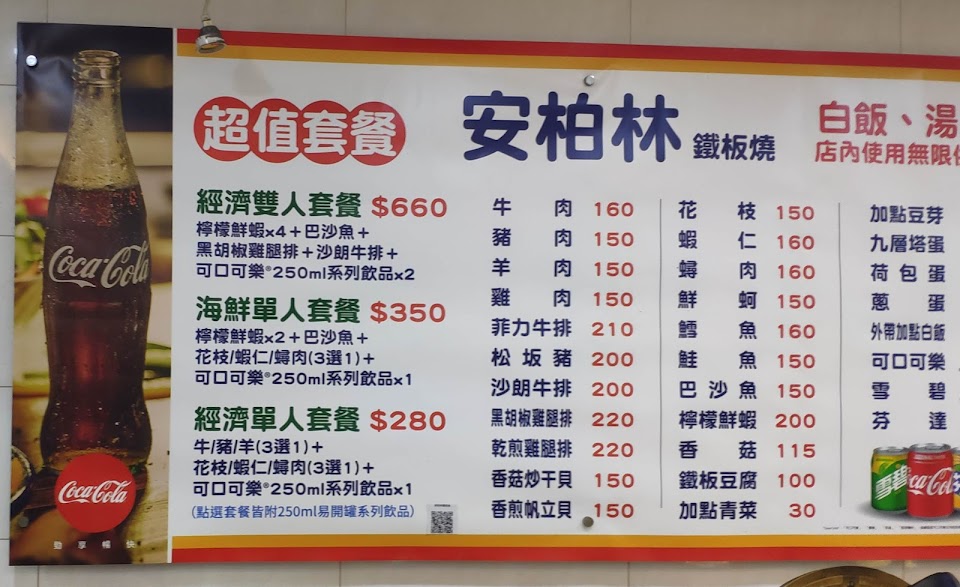 Coca-Cola
Coca-Cola
勁享暢快
超值套餐
經濟雙人套餐 $660
檸檬鮮蝦x4＋巴沙魚＋
黑胡椒雞腿排＋沙朗牛排＋
可口可樂®250ml系列飲品x2
海鮮單人套餐 $350
檸檬鮮蝦x2＋巴沙魚＋
花枝/蝦仁/蟳肉(3選1)＋
可口可樂®250ml系列飲品x1
經濟單人套餐 $280
牛/豬/羊(3選1)＋
花枝/蝦仁/蟳肉(3選1)＋
可口可樂®250ml系列飲品x1
(點選套餐皆附250ml易開罐系列飲品)
安柏林 鐵板燒
牛肉 160
豬肉 150
羊肉 150
雞肉 150
菲力牛排 210
松坂豬 200
沙朗牛排 200
黑胡椒雞腿排 220
乾煎雞腿排 220
香菇炒干貝 150
香煎帆立貝 150
花枝 150
蝦仁 160
蟳肉 160
鮮蚵 150
鱈魚 160
鮭魚 150
巴沙魚 150
檸檬鮮蝦 200
香菇 115
鐵板豆腐 100
加點青菜 30
白飯、湯
店內使用無限
加點豆芽
九層塔蛋
荷包蛋
蔥蛋
外帶加點白飯
可口可樂
雪碧
芬達
雪碧
Coca-Cola